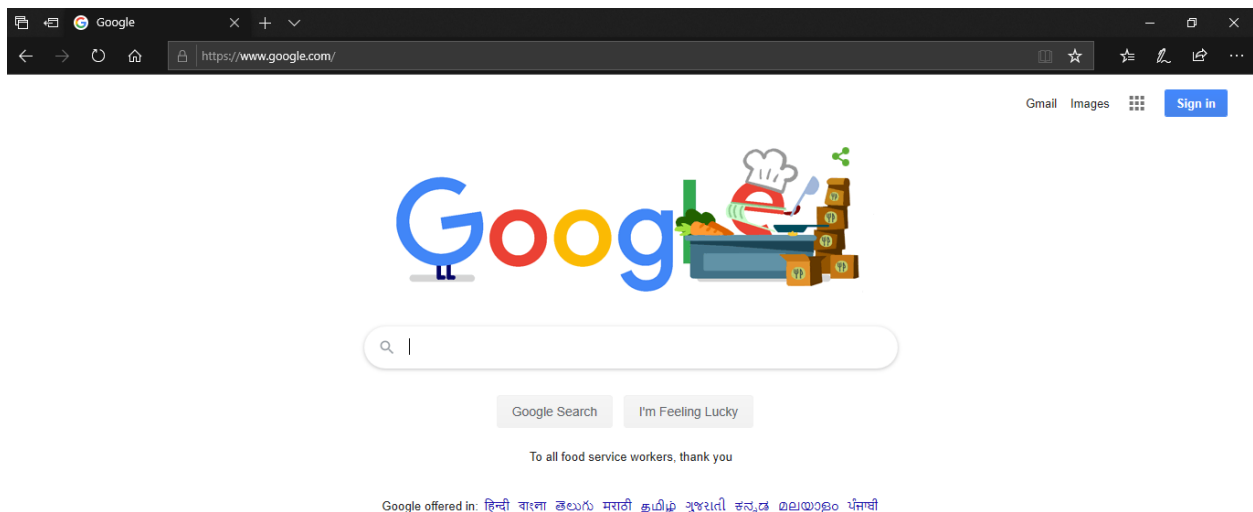 Google
https://www.google.com/
Gmail Images Sign in
Google
Google Search I'm Feeling Lucky
To all food service workers, thank you
Google offered in: हिन्दी বাংলা తెలుగు मराठी தமிழ் ગુજરાતી ಕನ್ನಡ മലയാളം ਪੰਜਾਬੀ